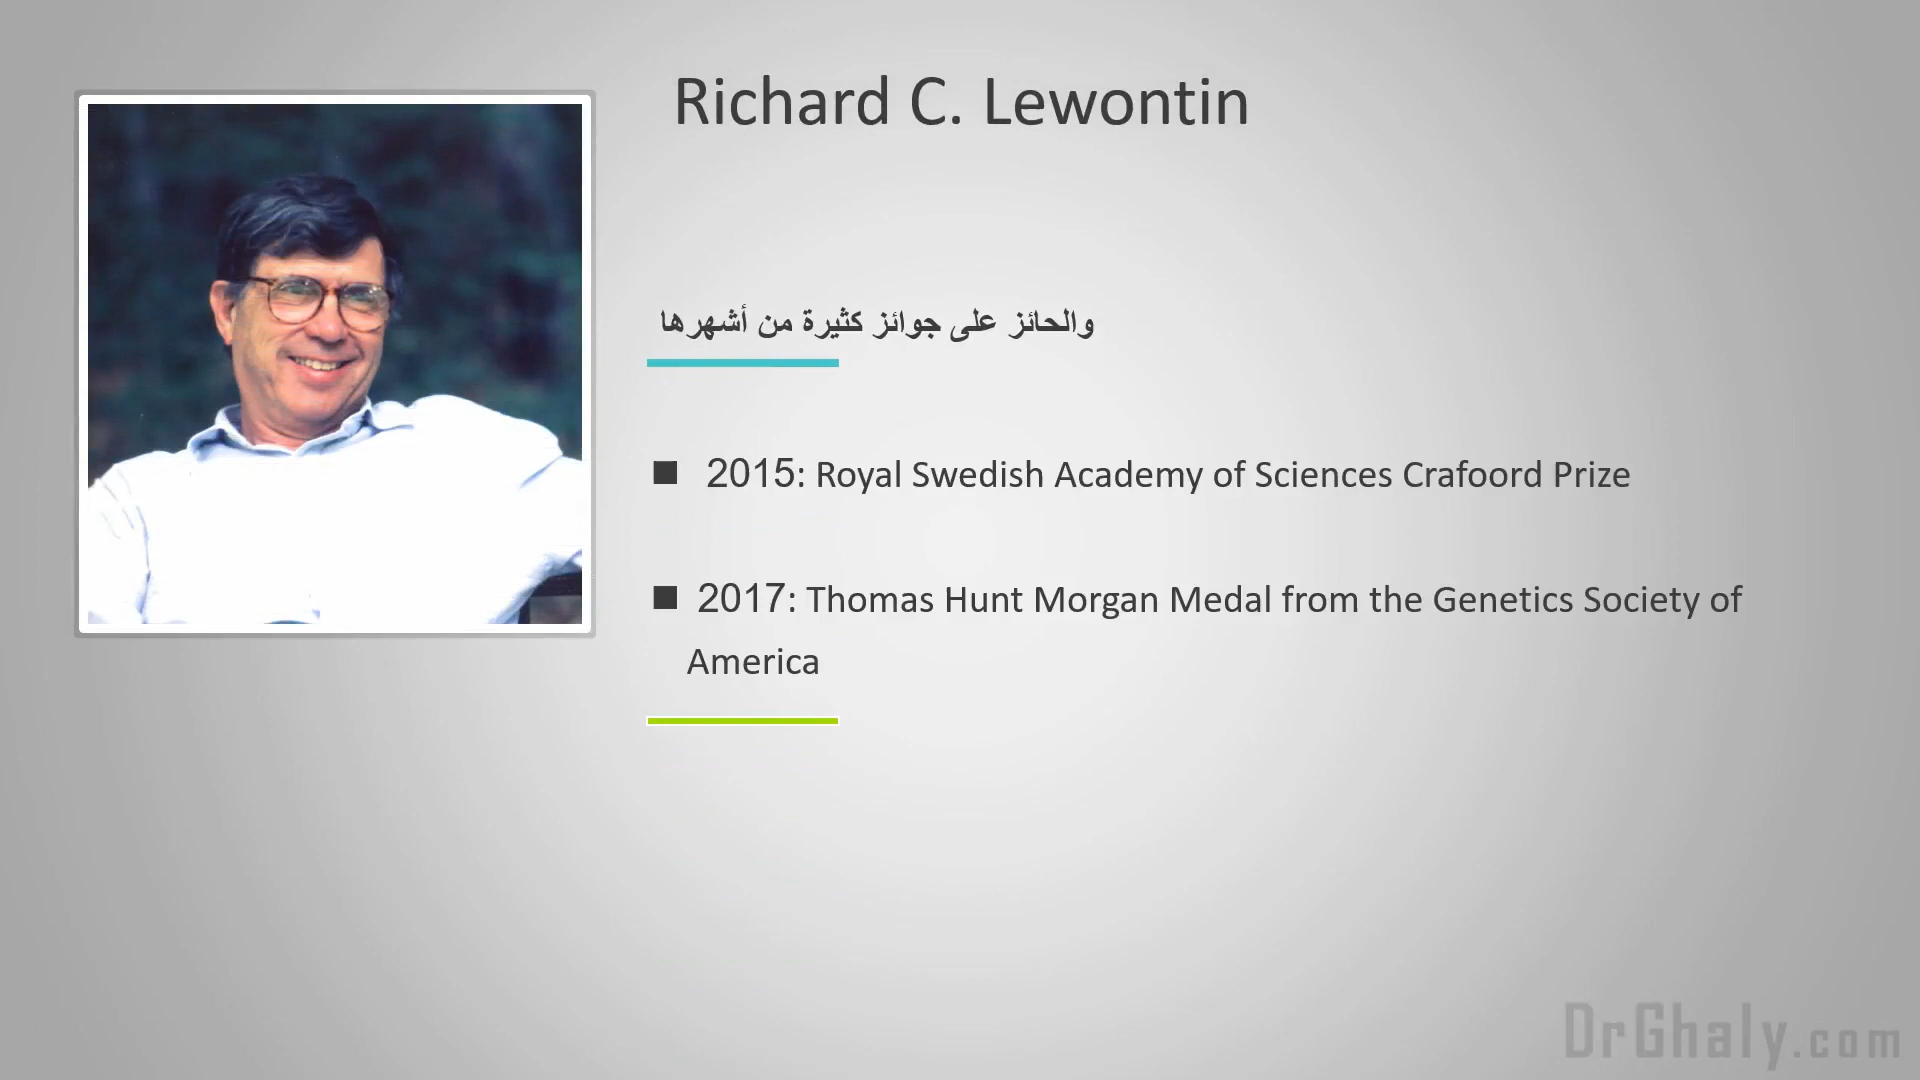 Richard C. Lewontin
والحائز على جوائز كثيرة من أشهرها
■ 2015: Royal Swedish Academy of Sciences Crafoord Prize
■ 2017: Thomas Hunt Morgan Medal from the Genetics Society of
America
DrGhaly.com